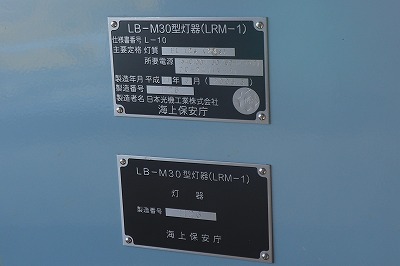 LB-M30型灯器(LRM-1)
仕様書番号 L-10
主要定格 灯質
所要電源
製造年月 平成 年 月 ( )
製造番号
製造者名 日本光機工業株式会社
海上保安庁
LB-M30型灯器(LRM-1)
灯 器
製造番号
海上保安庁